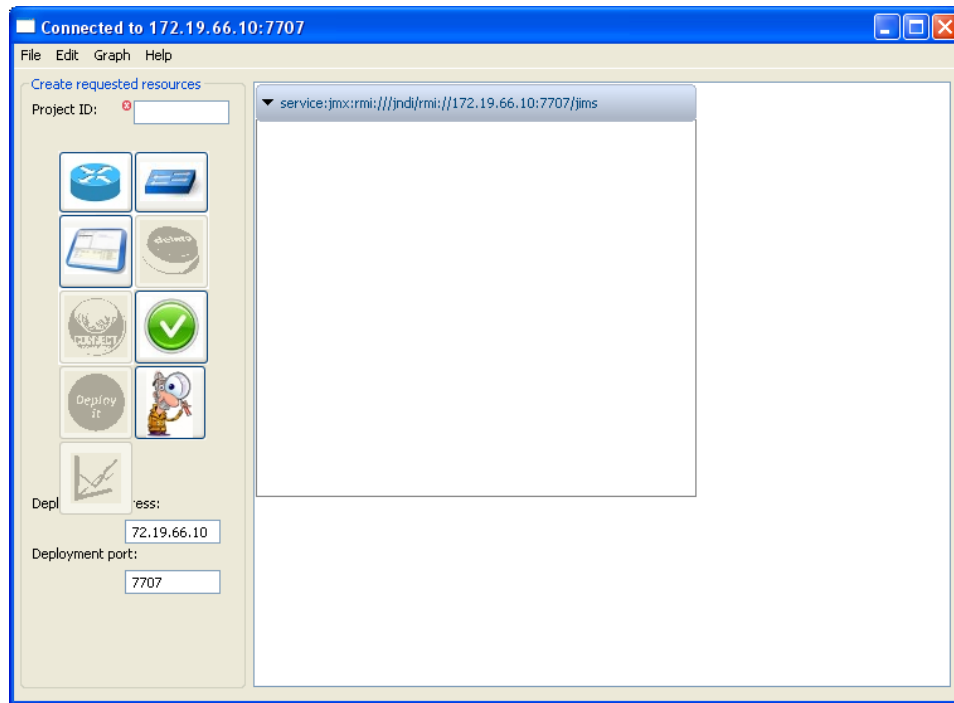 Connected to 172.19.66.10:7707
File Edit Graph Help
Create requested resources
Project ID:
service:jmx:rmi:///jndi/rmi://172.19.66.10:7707/jims
delete
Deploy
it
Depl ress:
72.19.66.10
Deployment port:
7707